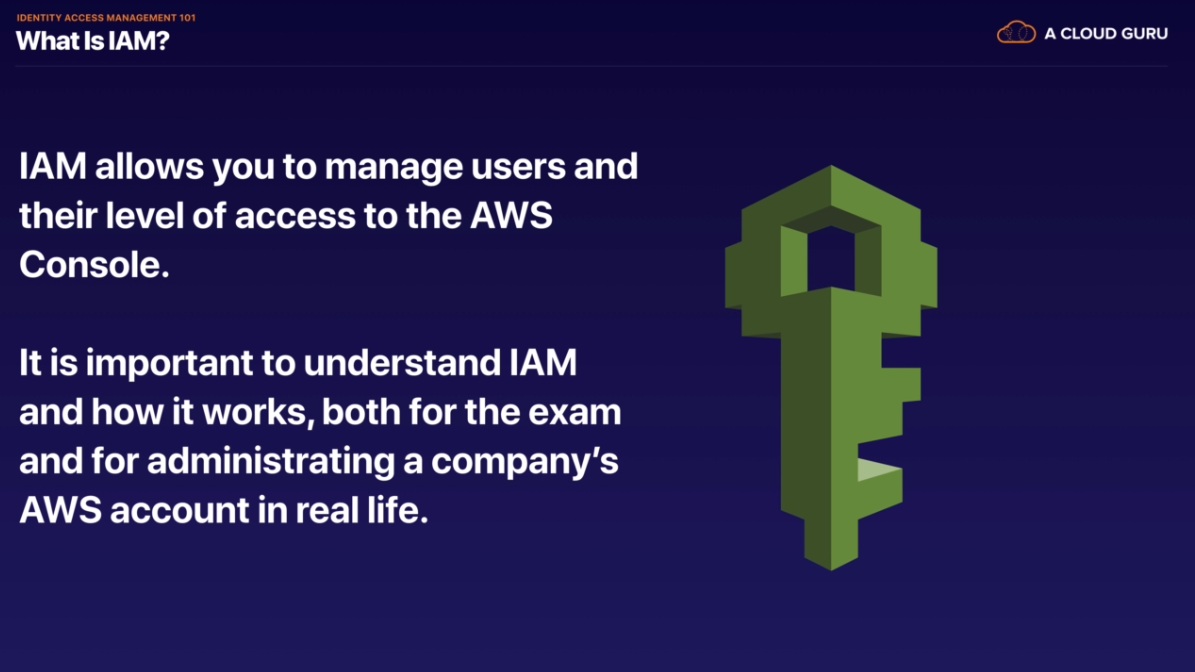 IDENTITY ACCESS MANAGEMENT 101
What Is IAM?
A CLOUD GURU
IAM allows you to manage users and
their level of access to the AWS
Console.
It is important to understand IAM
and how it works, both for the exam
and for administrating a company’s
AWS account in real life.